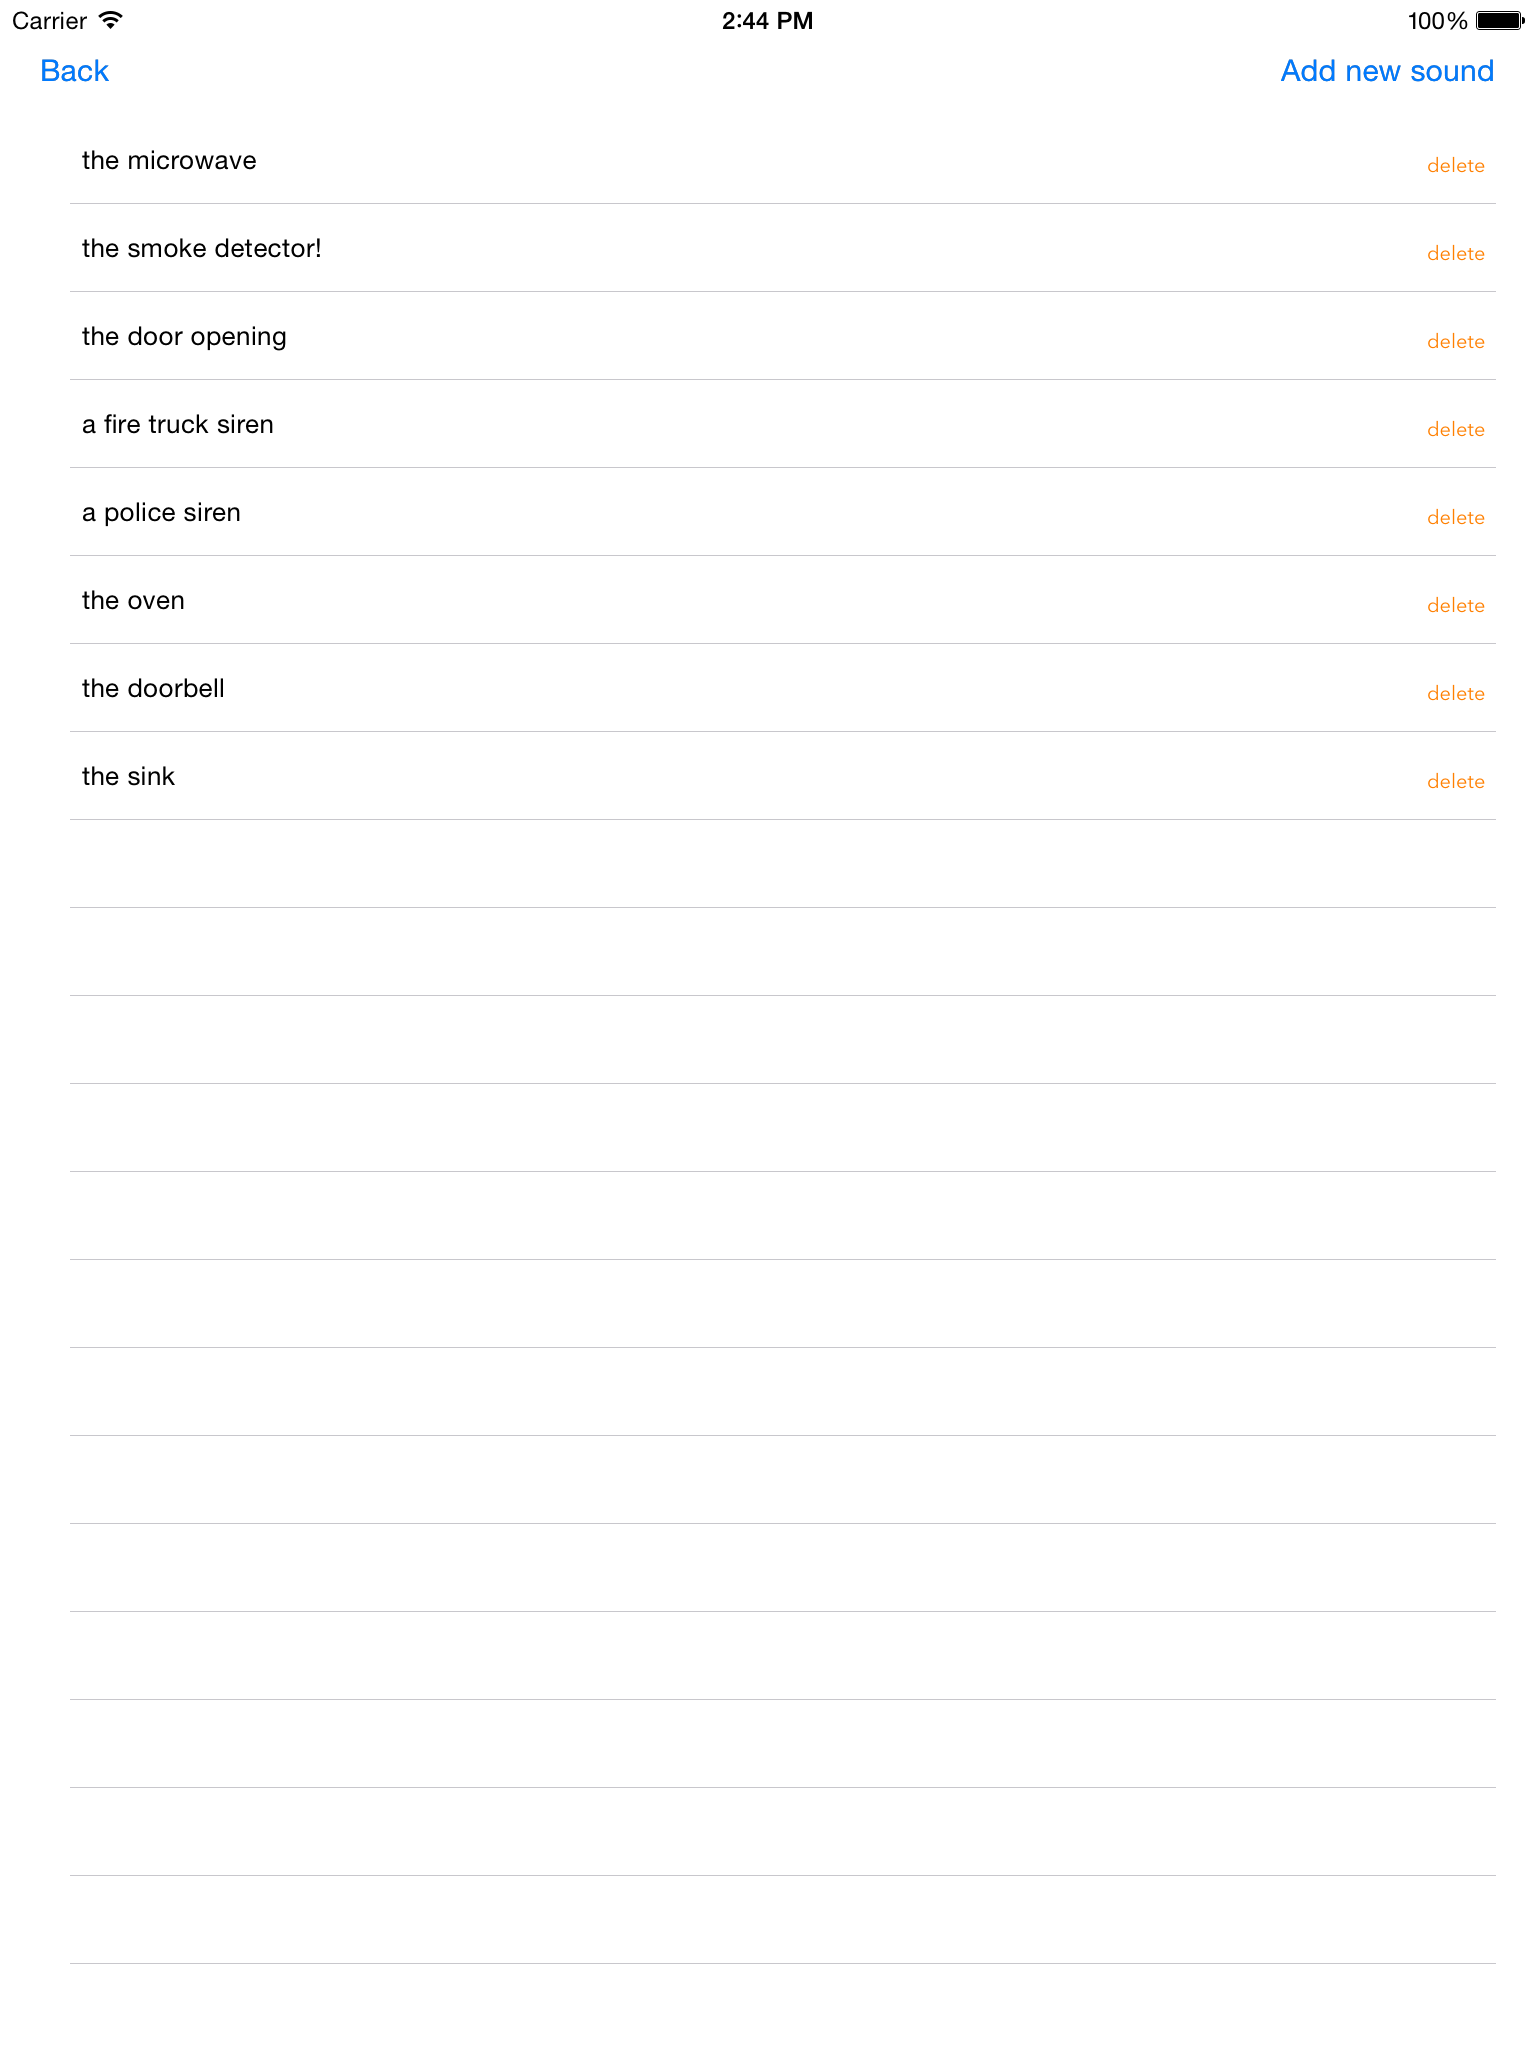 Carrier 2:44 PM 100%
Back Add new sound
the microwave delete
the smoke detector! delete
the door opening delete
a fire truck siren delete
a police siren delete
the oven delete
the doorbell delete
the sink delete